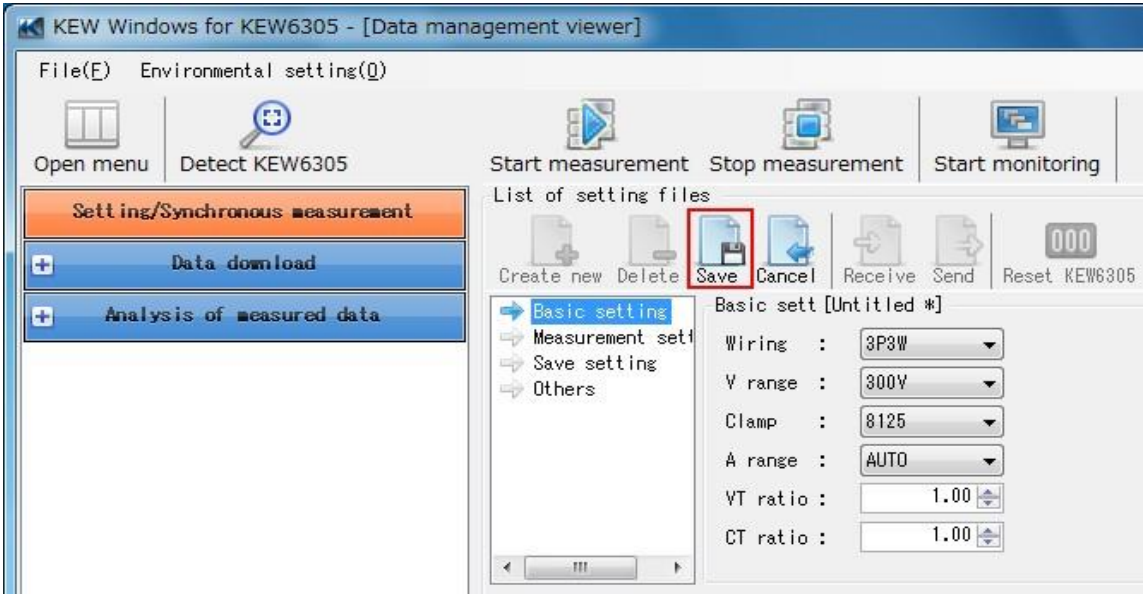 KEW Windows for KEW6305 - [Data management viewer]
File(F) Environmental setting(O)
Open menu Detect KEW6305 Start measurement Stop measurement Start monitoring
Setting/Synchronous measurement
Data download
Analysis of measured data
List of setting files
Create new Delete Save Cancel Receive Send 000 Reset KEW6305
Basic setting
Measurement sett
Save setting
Others
Basic sett [Untitled *]
Wiring : 3P3W
V range : 300V
Clamp : 8125
A range : AUTO
VT ratio : 1.00
CT ratio : 1.00